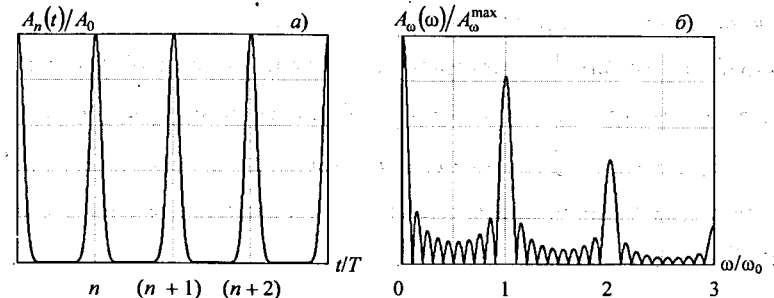 A_n(t)/A_0
а)
t/T
n (n + 1) (n + 2)
A_ω(ω)/A_ω^max
б)
ω/ω_0
0 1 2 3